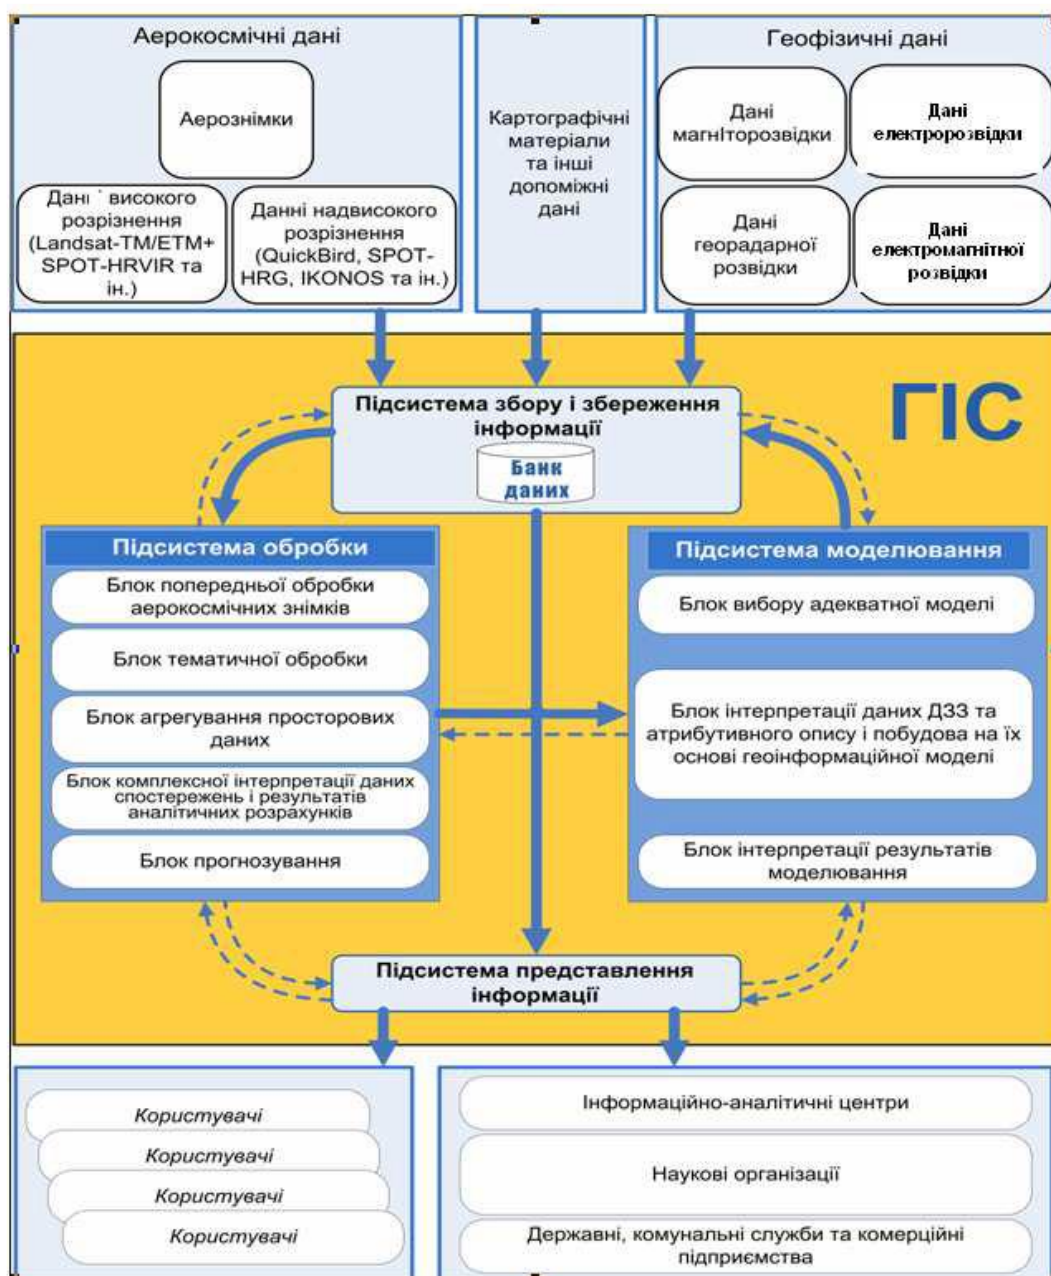 Аерокосмічні дані
Аерознімки
Дані високого
розрізнення
(Landsat-TM/ETM+
SPOT-HRVIR та
ін.)
Данні надвисокого
розрізнення
(QuickBird, SPOT-
HRG, IKONOS та ін.)
Картографічні
матеріали
та інші
допоміжні
дані
Геофізичні дані
Дані
магніторозвідки
Дані
електророзвідки
Дані
георадарної
розвідки
Дані
електромагнітної
розвідки
ГІС
Підсистема збору і збереження
інформації
Банк
даних
Підсистема обробки
Блок попередньої обробки
аерокосмічних знімків
Блок тематичної обробки
Блок агрегування просторових
даних
Блок комплексної інтерпретації даних
спостережень і результатів
аналітичних розрахунків
Блок прогнозування
Підсистема моделювання
Блок вибору адекватної моделі
Блок інтерпретації даних ДЗЗ та
атрибутивного опису і побудова на їх
основі геоінформаційної моделі
Блок інтерпретації результатів
моделювання
Підсистема представлення
інформації
Користувачі
Користувачі
Користувачі
Користувачі
Інформаційно-аналітичні центри
Наукові організації
Державні, комунальні служби та комерційні
підприємства